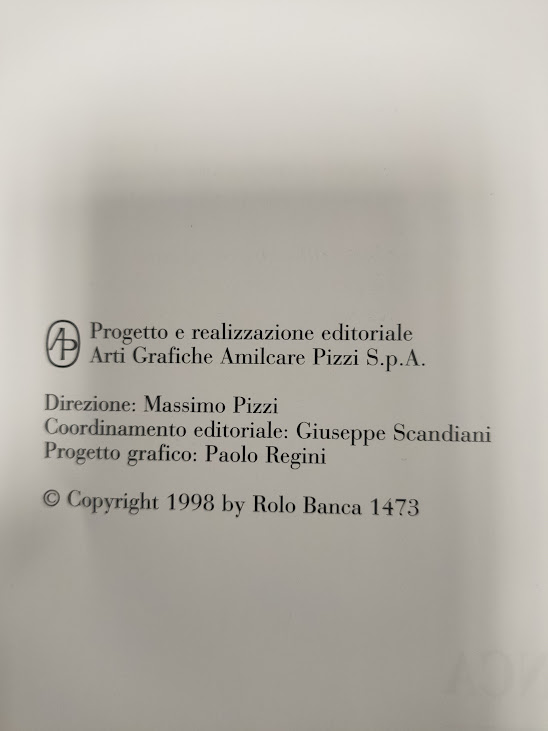 AP
Progetto e realizzazione editoriale
Arti Grafiche Amilcare Pizzi S.p.A.
Direzione: Massimo Pizzi
Coordinamento editoriale: Giuseppe Scandiani
Progetto grafico: Paolo Regini
© Copyright 1998 by Rolo Banca 1473